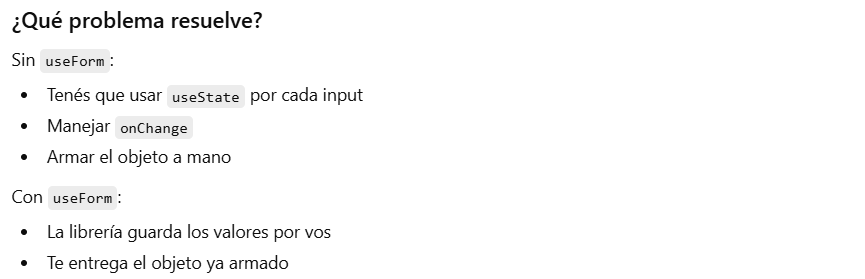 ¿Qué problema resuelve?
Sin useForm:
• Tenés que usar useState por cada input
• Manejar onChange
• Armar el objeto a mano
Con useForm:
• La librería guarda los valores por vos
• Te entrega el objeto ya armado